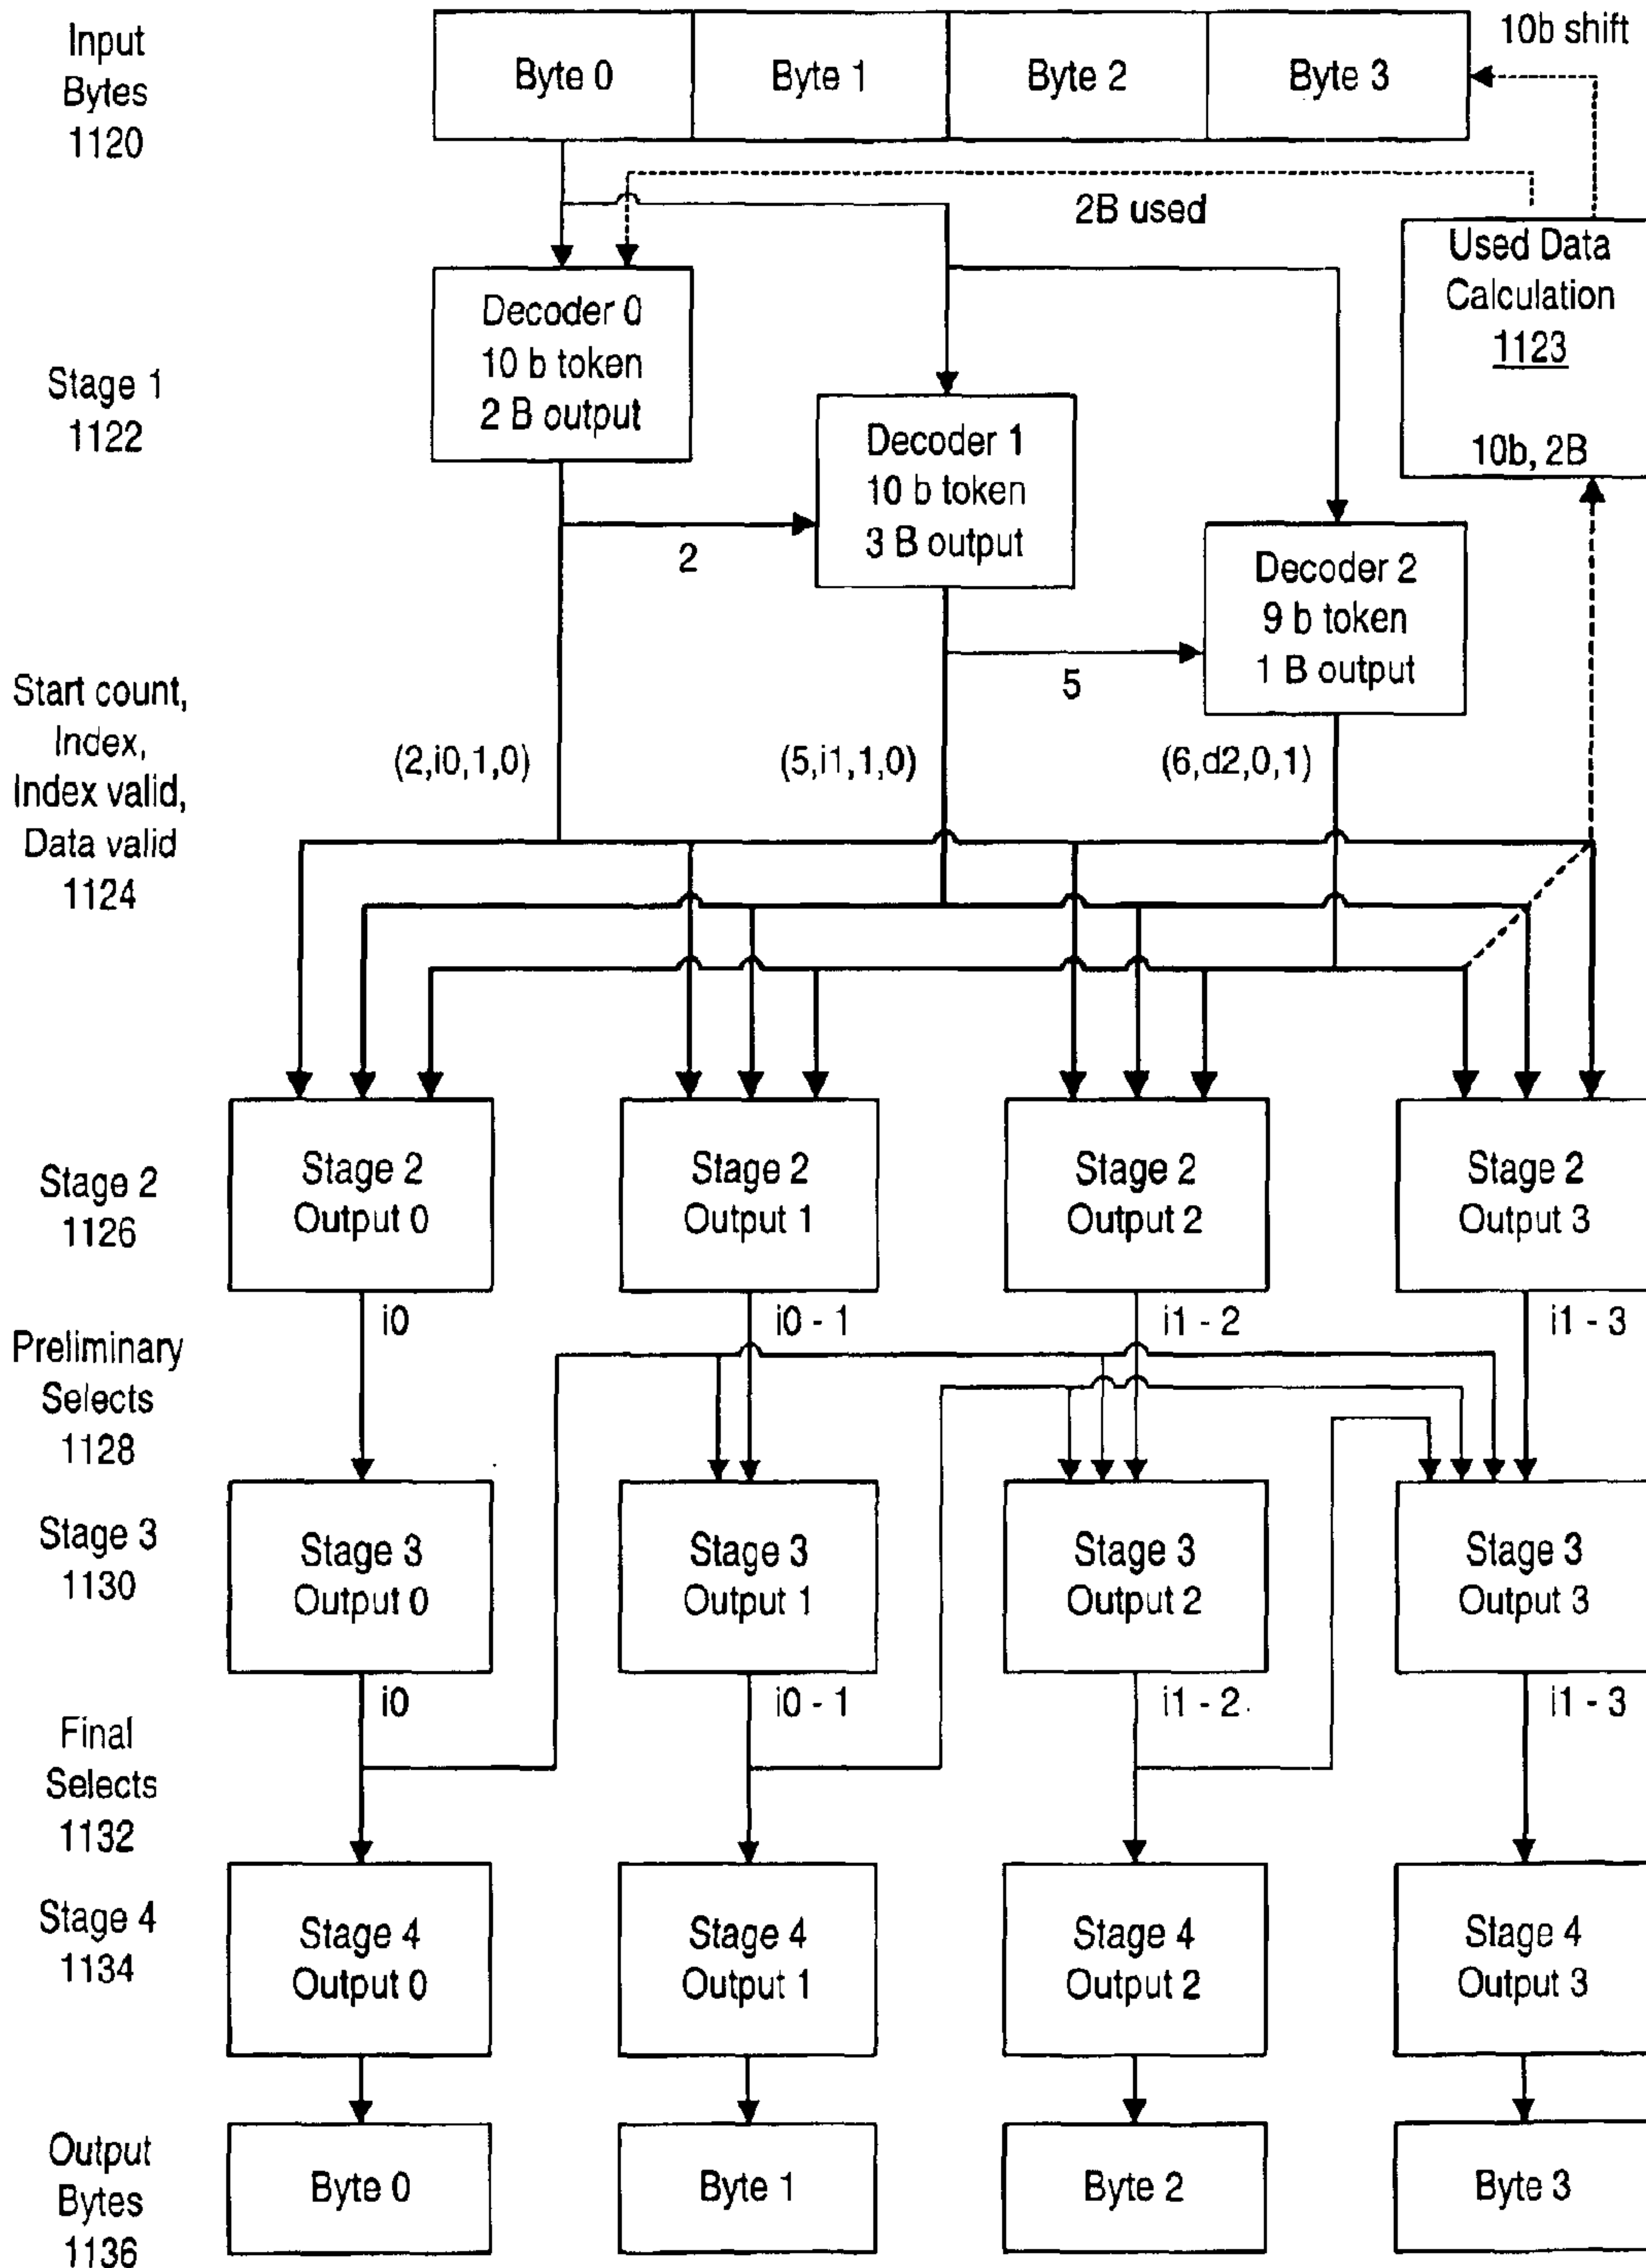 Input
Bytes
1120
Byte 0
Byte 1
Byte 2
Byte 3
10b shift
2B used
Used Data
Calculation
1123
10b, 2B
Stage 1
1122
Decoder 0
10 b token
2 B output
2
Decoder 1
10 b token
3 B output
5
Decoder 2
9 b token
1 B output
Start count,
Index,
Index valid,
Data valid
1124
(2,i0,1,0)
(5,i1,1,0)
(6,d2,0,1)
Stage 2
1126
Stage 2
Output 0
Stage 2
Output 1
Stage 2
Output 2
Stage 2
Output 3
Preliminary
Selects
1128
i0
i0 - 1
i1 - 2
i1 - 3
Stage 3
1130
Stage 3
Output 0
Stage 3
Output 1
Stage 3
Output 2
Stage 3
Output 3
Final
Selects
1132
i0
i0 - 1
i1 - 2
i1 - 3
Stage 4
1134
Stage 4
Output 0
Stage 4
Output 1
Stage 4
Output 2
Stage 4
Output 3
Output
Bytes
1136
Byte 0
Byte 1
Byte 2
Byte 3